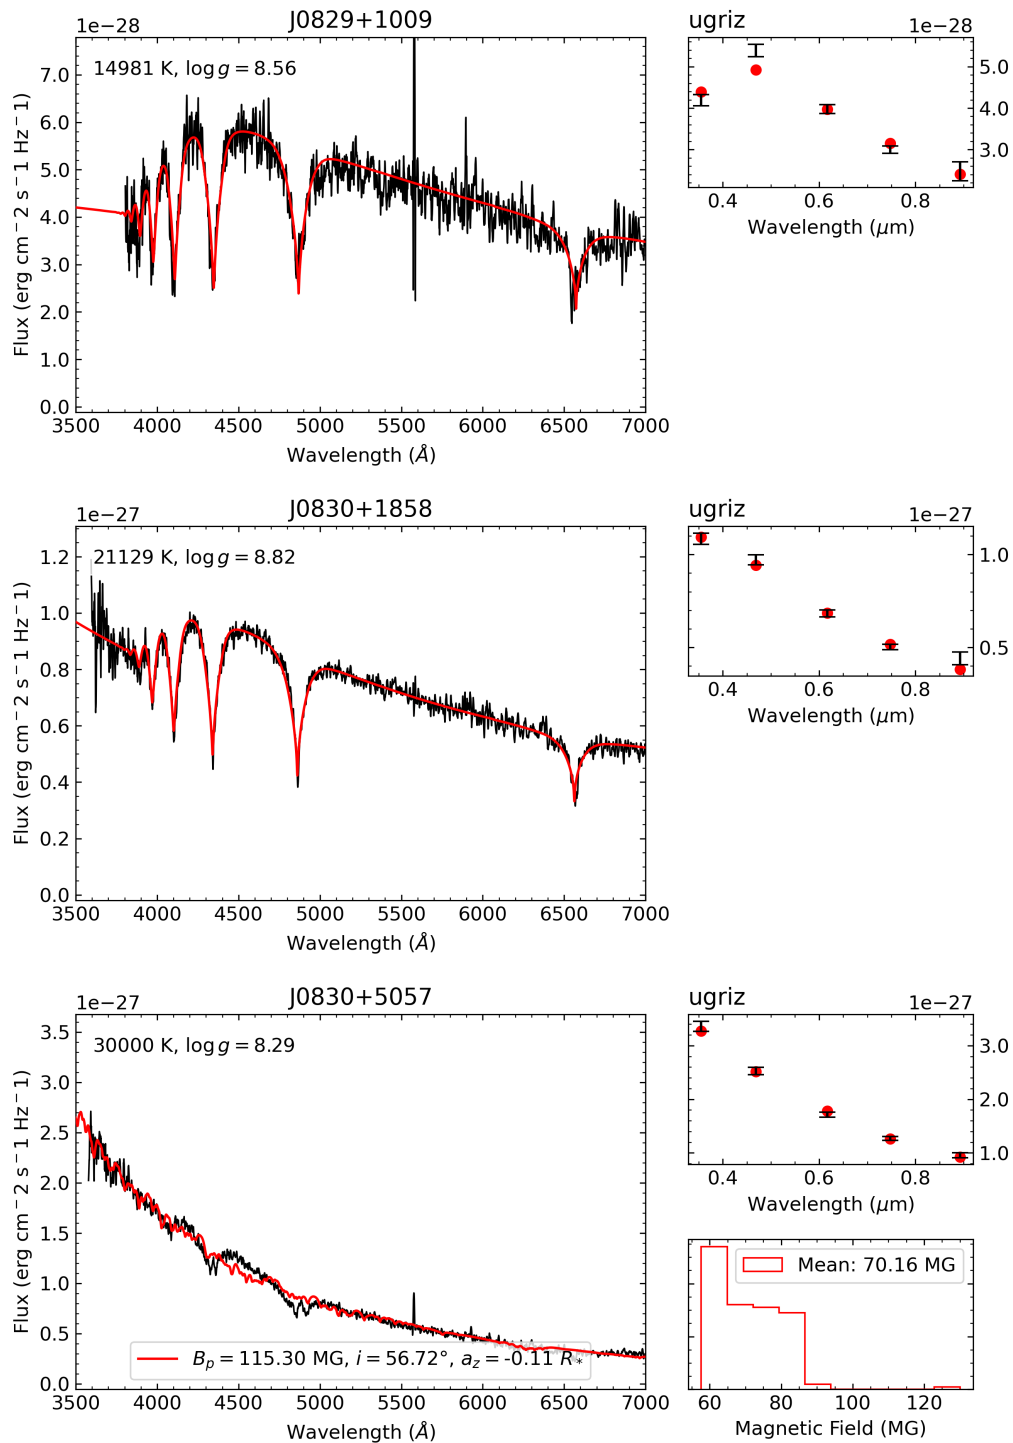 1e−28
J0829+1009
ugriz
1e−28
14981 K, log g = 8.56
7.0
6.0
5.0
4.0
3.0
2.0
1.0
0.0
Flux (erg cm−2 s−1 Hz−1)
3500 4000 4500 5000 5500 6000 6500 7000
Wavelength (Å)
5.0
4.0
3.0
0.4 0.6 0.8
Wavelength (μm)
1e−27
J0830+1858
ugriz
1e−27
21129 K, log g = 8.82
1.2
1.0
0.8
0.6
0.4
0.2
0.0
Flux (erg cm−2 s−1 Hz−1)
3500 4000 4500 5000 5500 6000 6500 7000
Wavelength (Å)
1.0
0.5
0.4 0.6 0.8
Wavelength (μm)
1e−27
J0830+5057
ugriz
1e−27
30000 K, log g = 8.29
3.5
3.0
2.5
2.0
1.5
1.0
0.5
0.0
Flux (erg cm−2 s−1 Hz−1)
Bp = 115.30 MG, i = 56.72°, az = -0.11 R*
3500 4000 4500 5000 5500 6000 6500 7000
Wavelength (Å)
3.0
2.0
1.0
0.4 0.6 0.8
Wavelength (μm)
Mean: 70.16 MG
60 80 100 120
Magnetic Field (MG)